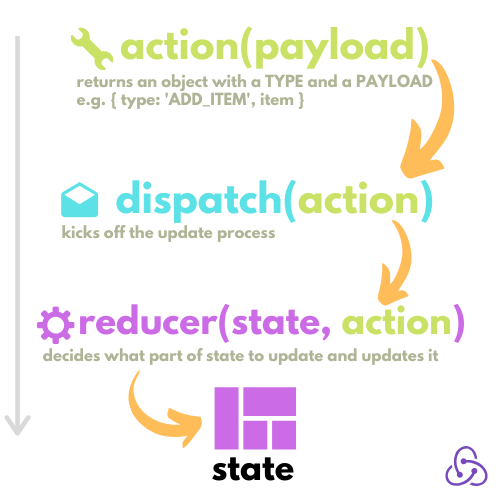 action(payload)
returns an object with a TYPE and a PAYLOAD
e.g. { type: 'ADD_ITEM', item }
dispatch(action)
kicks off the update process
reducer(state, action)
decides what part of state to update and updates it
state